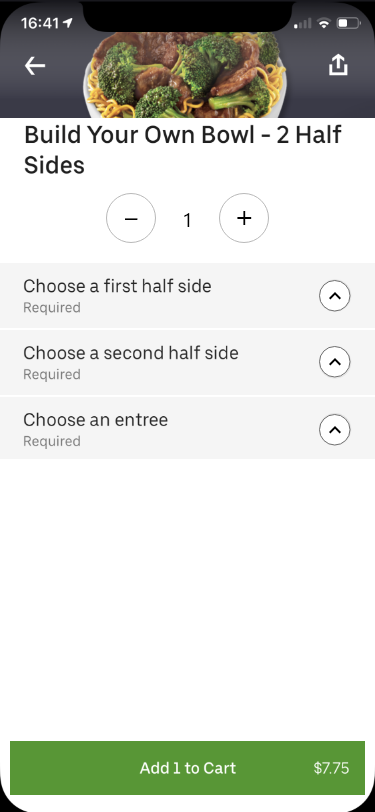 16:41
Build Your Own Bowl - 2 Half
Sides
1
Choose a first half side
Required
Choose a second half side
Required
Choose an entree
Required
Add 1 to Cart $7.75